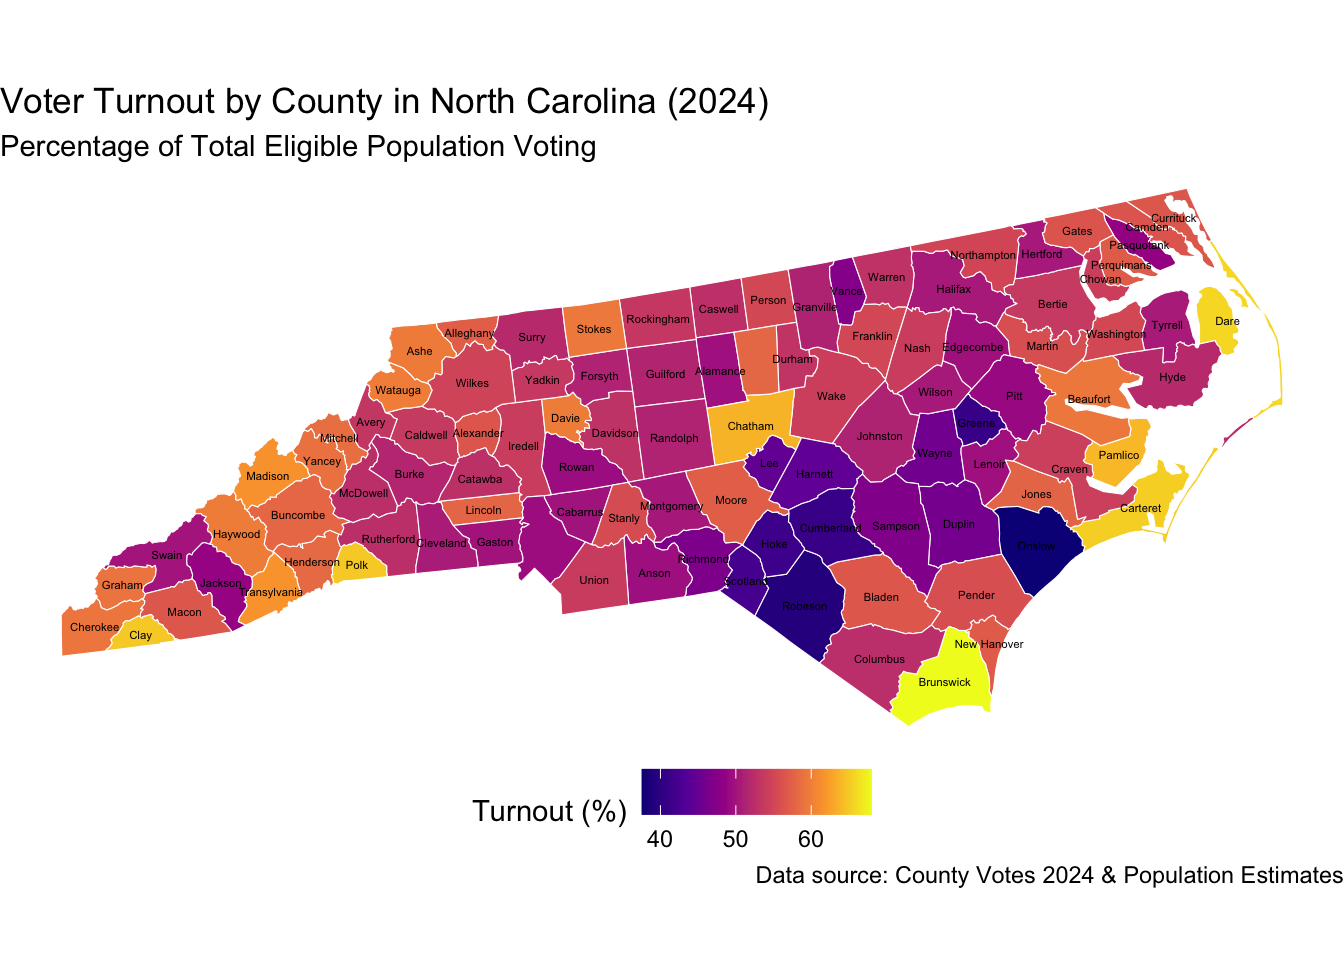 Voter Turnout by County in North Carolina (2024)
Percentage of Total Eligible Population Voting
Currituck
Camden
Gates
Pasquotank
Hertford
Northampton
Perquimans
Chowan
Warren
Vance
Halifax
Person
Caswell
Granville
Bertie
Rockingham
Stokes
Surry
Alleghany
Ashe
Franklin
Nash
Edgecombe
Martin
Washington
Tyrrell
Dare
Durham
Alamance
Guilford
Forsyth
Yadkin
Wilkes
Watauga
Hyde
Wake
Wilson
Pitt
Beaufort
Davie
Chatham
Greene
Avery
Mitchell
Caldwell
Alexander
Iredell
Davidson
Randolph
Johnston
Wayne
Lenoir
Pamlico
Craven
Yancey
Madison
Burke
Catawba
Rowan
Lee
Harnett
McDowell
Jones
Carteret
Buncombe
Lincoln
Cabarrus
Stanly
Montgomery
Moore
Cumberland
Sampson
Duplin
Haywood
Rutherford
Cleveland
Gaston
Hoke
Onslow
Swain
Henderson
Polk
Union
Anson
Richmond
Scotland
Graham
Jackson
Transylvania
Macon
Robeson
Bladen
Pender
Cherokee
Clay
New Hanover
Columbus
Brunswick
Turnout (%)
40 50 60
Data source: County Votes 2024 & Population Estimates